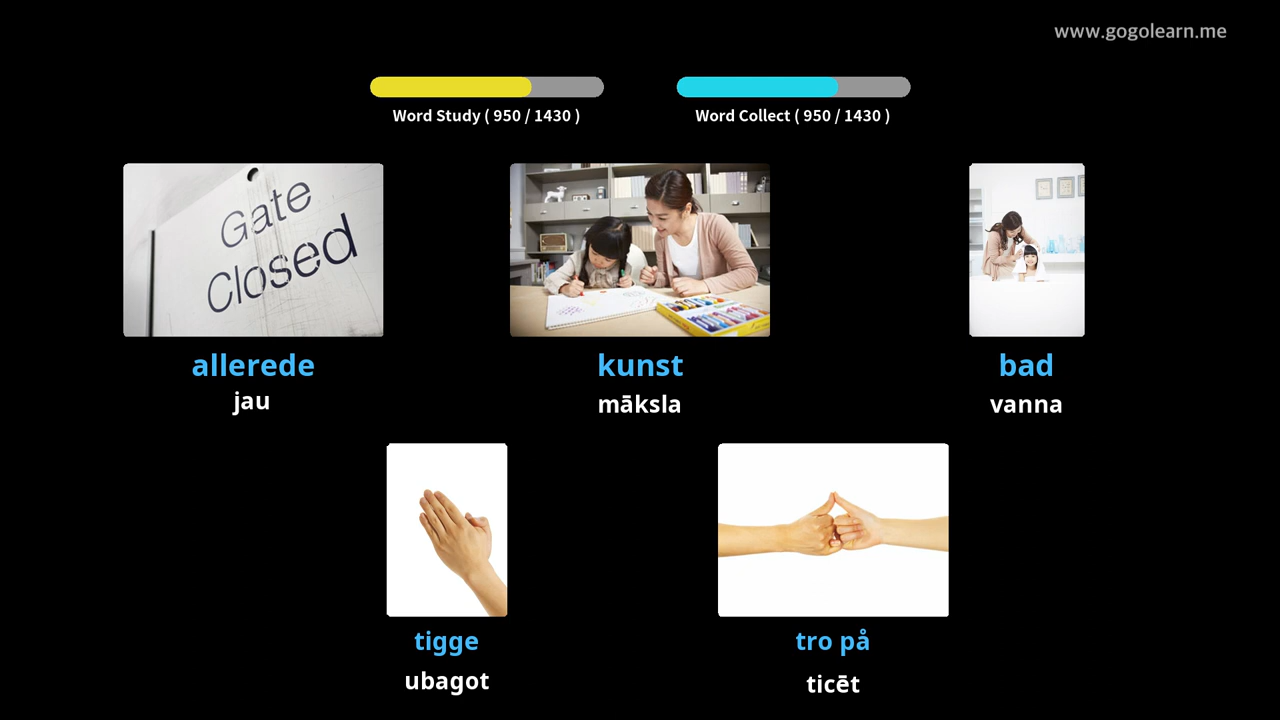 www.gogolearn.me
Word Study ( 950 / 1430 )
Word Collect ( 950 / 1430 )
Gate
Closed
allerede
jau
kunst
māksla
bad
vanna
tigge
ubagot
tro på
ticēt